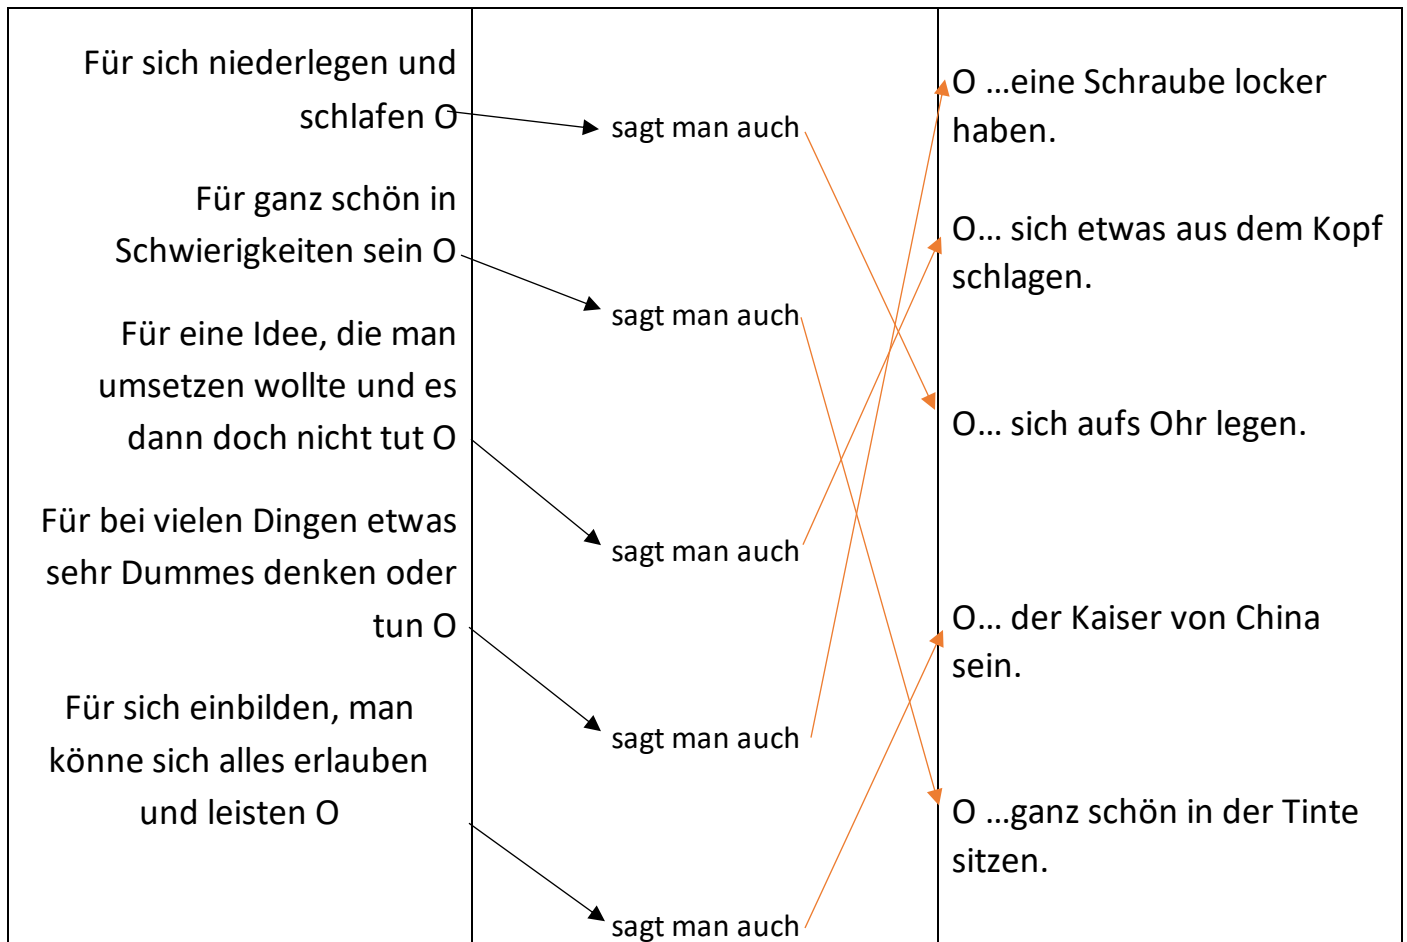 Für sich niederlegen und
schlafen O
Für ganz schön in
Schwierigkeiten sein O
Für eine Idee, die man
umsetzen wollte und es
dann doch nicht tut O
Für bei vielen Dingen etwas
sehr Dummes denken oder
tun O
Für sich einbilden, man
könne sich alles erlauben
und leisten O
sagt man auch
sagt man auch
sagt man auch
sagt man auch
sagt man auch
O …eine Schraube locker
haben.
O… sich etwas aus dem Kopf
schlagen.
O… sich aufs Ohr legen.
O… der Kaiser von China
sein.
O …ganz schön in der Tinte
sitzen.